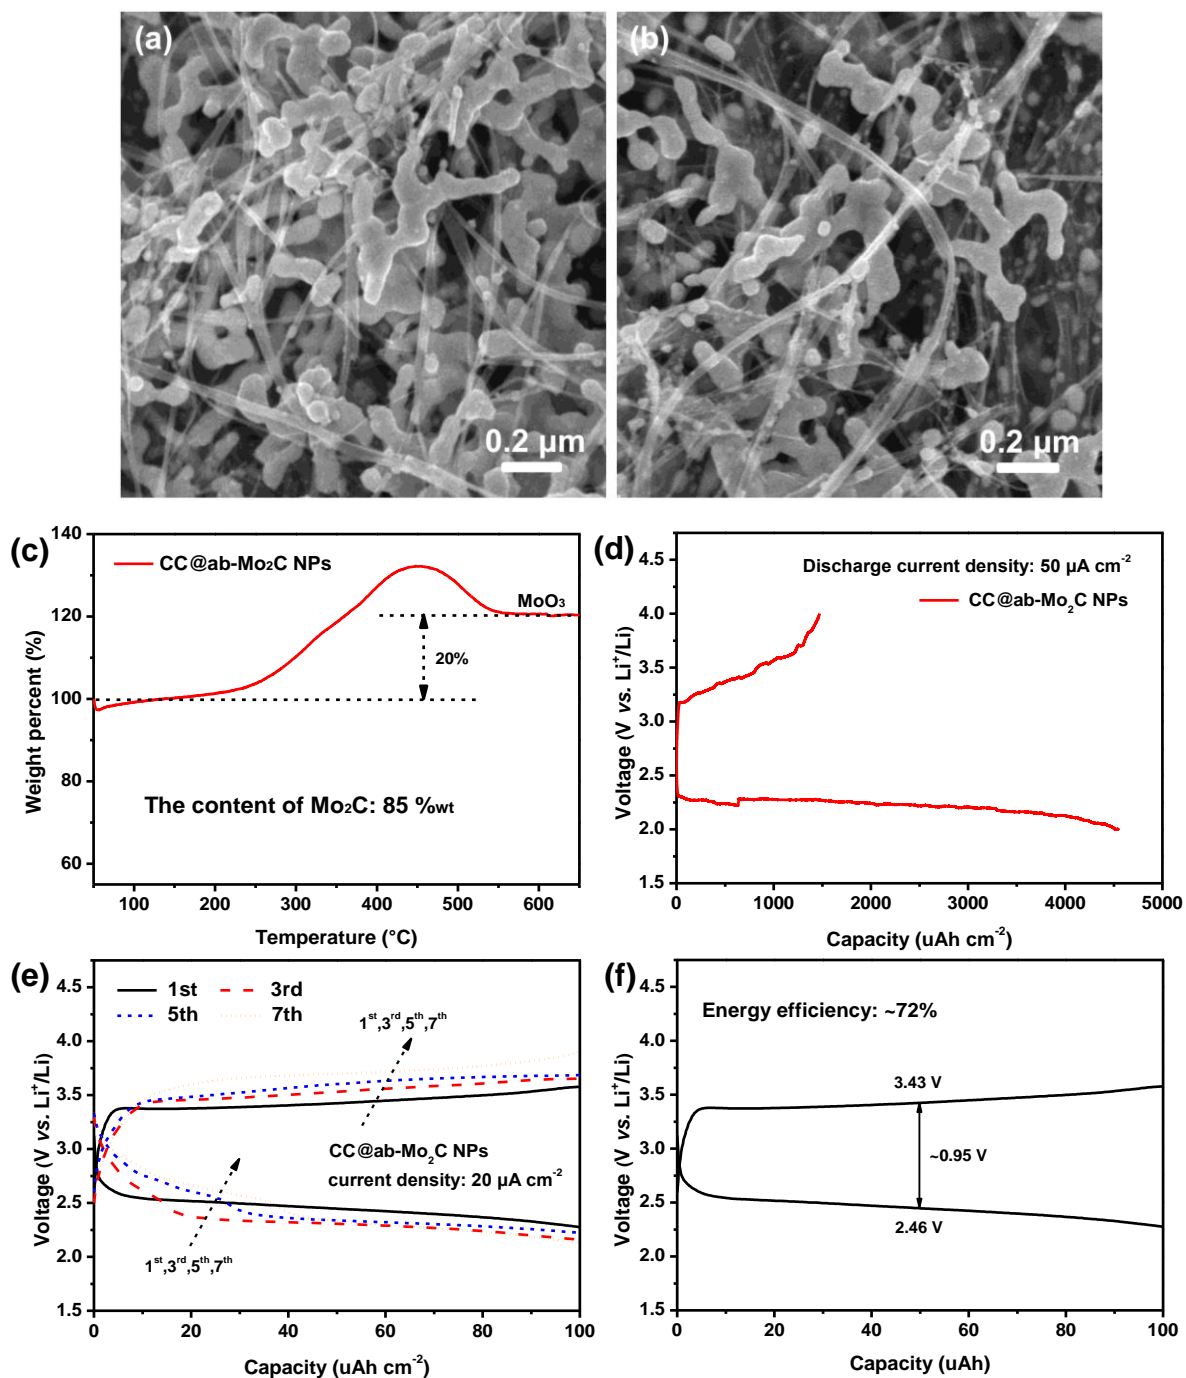 (a)
(b)
0.2 µm
0.2 µm
(c)
140
120
100
80
60
Weight percent (%)
CC@ab-Mo₂C NPs
MoO₃
20%
The content of Mo₂C: 85 %wt
100 200 300 400 500 600
Temperature (°C)
(d)
4.5
4.0
3.5
3.0
2.5
2.0
1.5
Voltage (V vs. Li⁺/Li)
Discharge current density: 50 µA cm⁻²
CC@ab-Mo₂C NPs
0 1000 2000 3000 4000 5000
Capacity (uAh cm⁻²)
(e)
4.5
4.0
3.5
3.0
2.5
2.0
1.5
Voltage (V vs. Li⁺/Li)
1st 3rd
5th 7th
1ˢᵗ,3ʳᵈ,5ᵗʰ,7ᵗʰ
CC@ab-Mo₂C NPs
current density: 20 µA cm⁻²
1ˢᵗ,3ʳᵈ,5ᵗʰ,7ᵗʰ
0 20 40 60 80 100
Capacity (uAh cm⁻²)
(f)
4.5
4.0
3.5
3.0
2.5
2.0
1.5
Voltage (V vs. Li⁺/Li)
Energy efficiency: ~72%
3.43 V
~0.95 V
2.46 V
0 20 40 60 80 100
Capacity (uAh)